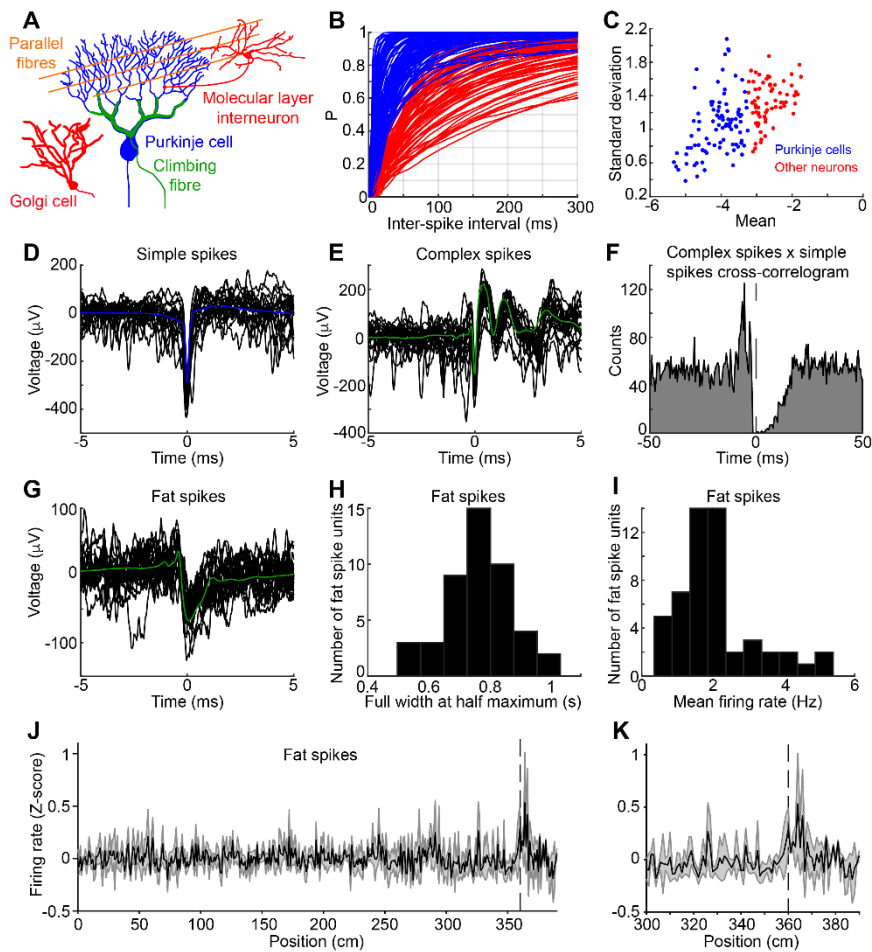 A
Parallel
fibres
Molecular layer
interneuron
Purkinje cell
Climbing
fibre
Golgi cell
B
P
1
0.8
0.6
0.4
0.2
0
0 100 200 300
Inter-spike interval (ms)
C
Standard deviation
2.2
1.8
1.4
1
0.6
0.2
Purkinje cells
Other neurons
-6 -4 -2 0
Mean
D
Simple spikes
Voltage (µV)
200
0
-200
-400
-5 0 5
Time (ms)
E
Complex spikes
Voltage (µV)
200
0
-200
-400
-5 0 5
Time (ms)
F
Complex spikes x simple
spikes cross-correlogram
Counts
120
80
40
0
-50 0 50
Time (ms)
G
Fat spikes
Voltage (µV)
100
0
-100
-5 0 5
Time (ms)
H
Fat spikes
Number of fat spike units
15
10
5
0
0.4 0.6 0.8 1
Full width at half maximum (s)
I
Fat spikes
Number of fat spike units
12
8
4
0
0 2 4 6
Mean firing rate (Hz)
J
Fat spikes
Firing rate (Z-score)
1
0.5
0
-0.5
0 50 100 150 200 250 300 350
Position (cm)
K
1
0.5
0
-0.5
300 320 340 360 380
Position (cm)